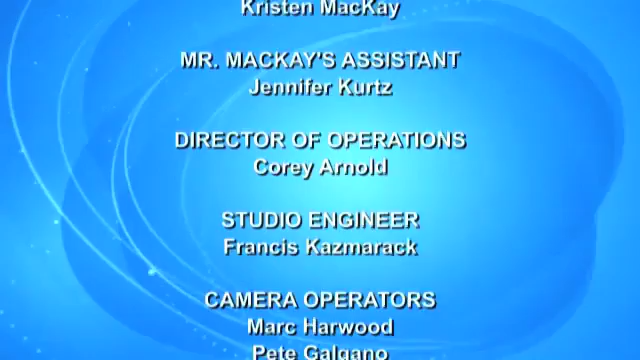 Kristen MacKay
MR. MACKAY'S ASSISTANT
Jennifer Kurtz
DIRECTOR OF OPERATIONS
Corey Arnold
STUDIO ENGINEER
Francis Kazmarack
CAMERA OPERATORS
Marc Harwood
Pete Galgano